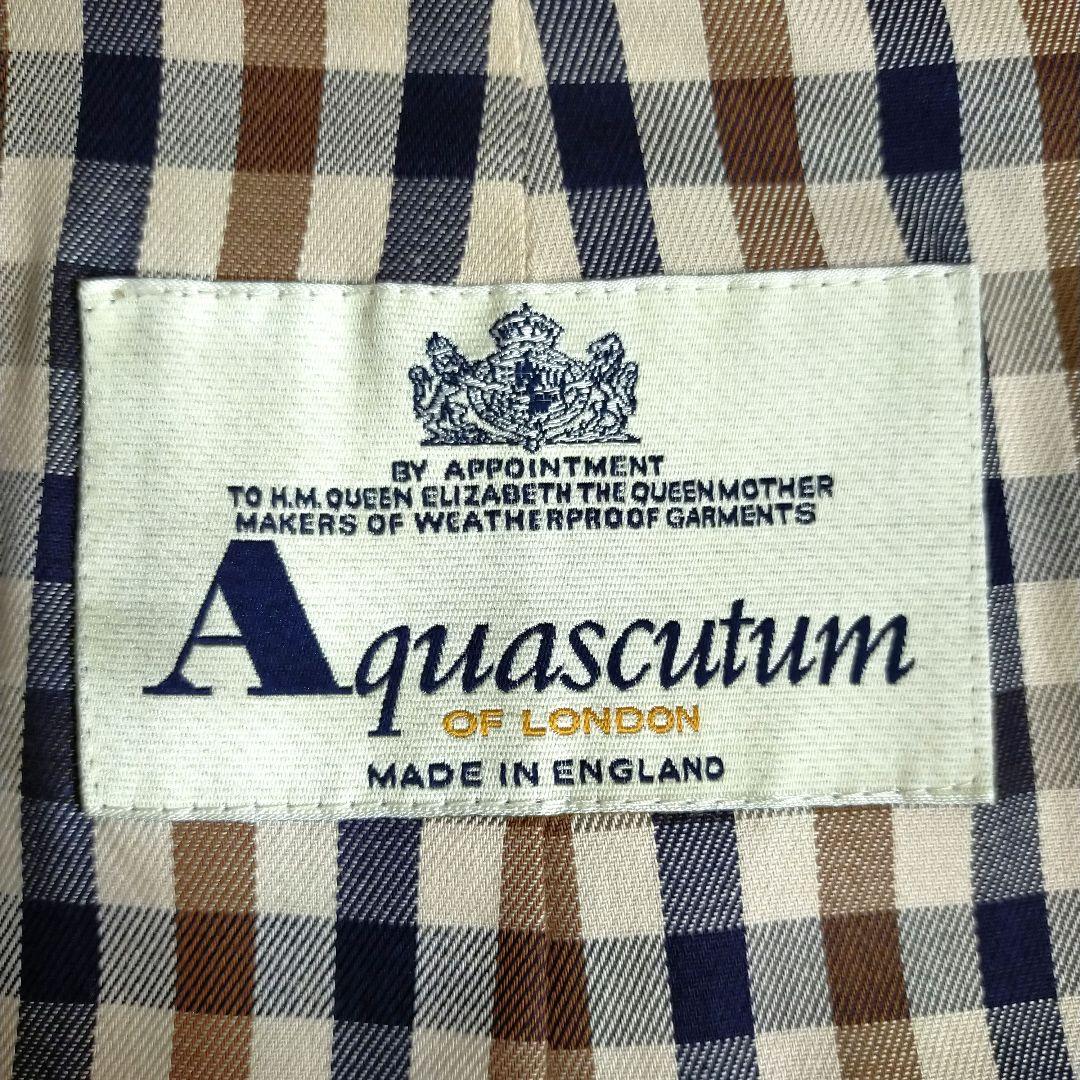 BY APPOINTMENT
TO H.M. QUEEN ELIZABETH THE QUEEN MOTHER
MAKERS OF WEATHERPROOF GARMENTS
Aquascutum
OF LONDON
MADE IN ENGLAND